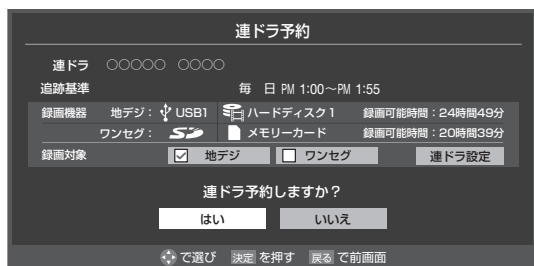 連ドラ予約
連ドラ ○○○○○ ○○○○
追跡基準 毎 日 PM 1:00~PM 1:55
録画機器 地デジ: USB1 ハードディスク1 録画可能時間:24時間49分
ワンセグ: SD メモリーカード 録画可能時間:20時間39分
録画対象 地デジ ワンセグ 連ドラ設定
連ドラ予約しますか?
はい いいえ
で選び 決定 を押す 戻る で前画面